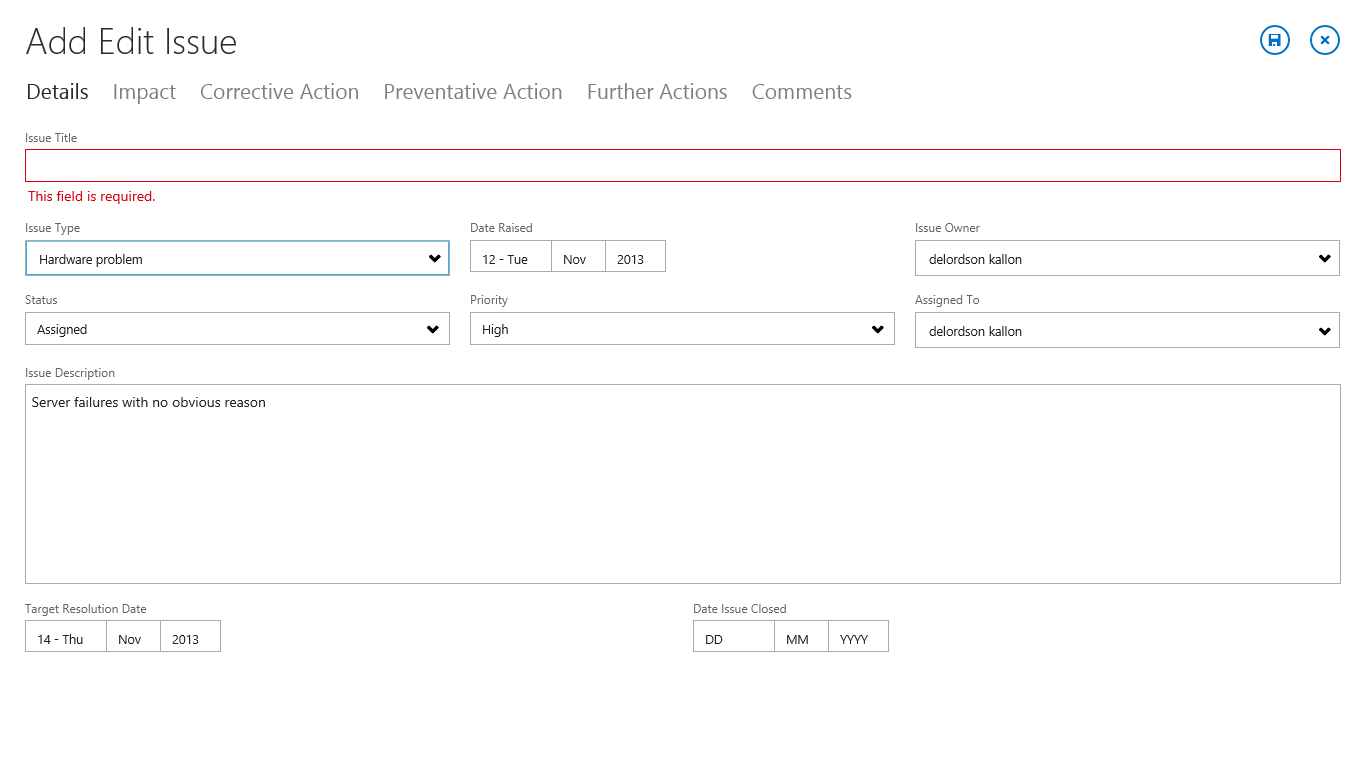 Add Edit Issue
Details Impact Corrective Action Preventative Action Further Actions Comments
Issue Title
This field is required.
Issue Type Date Raised Issue Owner
Hardware problem 12 - Tue Nov 2013 delordson kallon
Status Priority Assigned To
Assigned High delordson kallon
Issue Description
Server failures with no obvious reason
Target Resolution Date Date Issue Closed
14 - Thu Nov 2013 DD MM YYYY